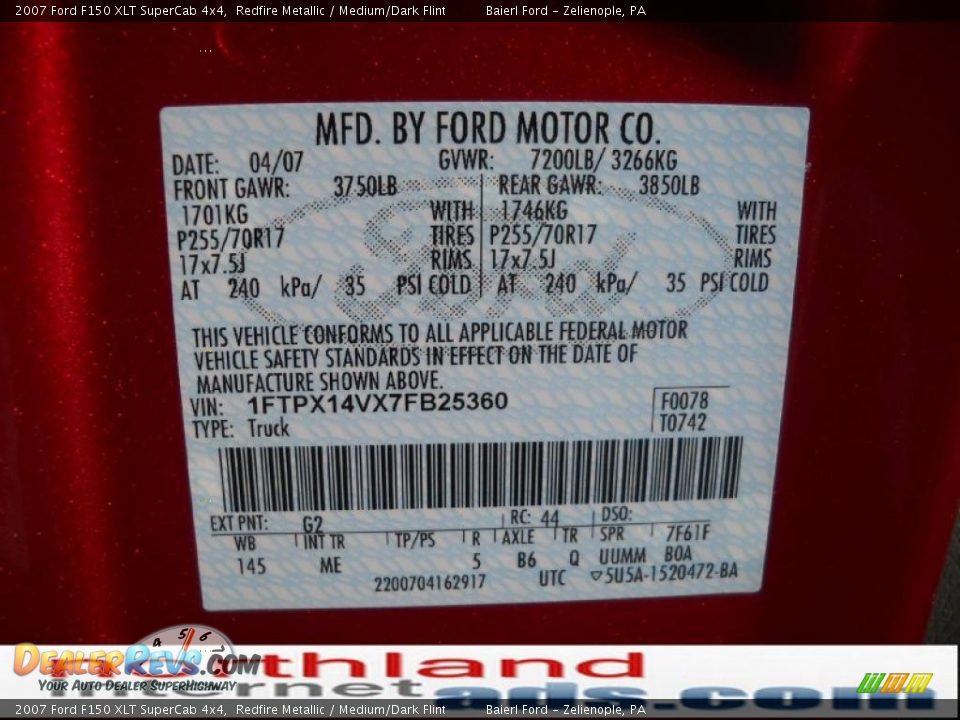 2007 Ford F150 XLT SuperCab 4x4, Redfire Metallic / Medium/Dark Flint Baierl Ford - Zelienople, PA
MFD. BY FORD MOTOR CO.
DATE: 04/07 GVWR: 7200LB/ 3266KG
FRONT GAWR: 3750LB REAR GAWR: 3850LB
1701KG WITH 1746KG WITH
P255/70R17 TIRES P255/70R17 TIRES
17x7.5J RIMS 17x7.5J RIMS
AT 240 kPa/ 35 PSI COLD AT 240 kPa/ 35 PSI COLD
Ford
THIS VEHICLE CONFORMS TO ALL APPLICABLE FEDERAL MOTOR
VEHICLE SAFETY STANDARDS IN EFFECT ON THE DATE OF
MANUFACTURE SHOWN ABOVE.
VIN: 1FTPX14VX7FB25360 F0078
TYPE: Truck T0742
EXT PNT: G2 RC: 44 DSO:
WB INT TR TP/PS R AXLE TR SPR 7F61F
145 ME 5 B6 Q UUMM BOA
2200704162917 UTC ▽5U5A-1520472-BA
4 5 6
DEALERREVS.COM
YOUR AUTO DEALER SUPERHIGHWAY
2007 Ford F150 XLT SuperCab 4x4, Redfire Metallic / Medium/Dark Flint Baierl Ford - Zelienople, PA